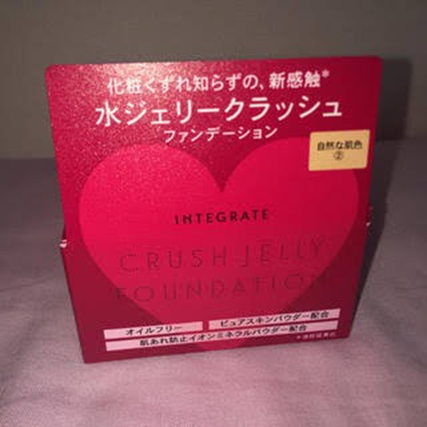 化粧くずれ知らずの、新感触*
水ジェリークラッシュ
ファンデーション
自然な肌色
②
INTEGRATE
CRUSH JELLY
FOUNDATION
オイルフリー
ピュアスキンパウダー配合
肌あれ防止イオンミネラルパウダー配合